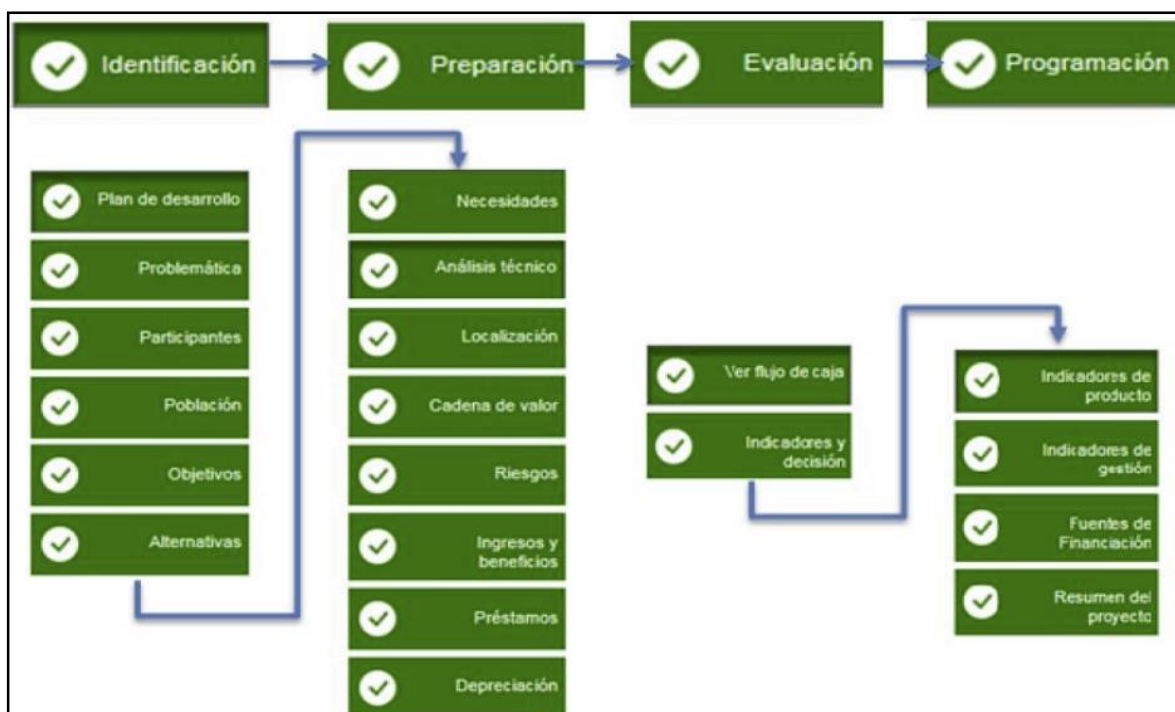 Identificación
Preparación
Evaluación
Programación
Plan de desarrollo
Problemática
Participantes
Población
Objetivos
Alternativas
Necesidades
Análisis técnico
Localización
Cadena de valor
Riesgos
Ingresos y
beneficios
Préstamos
Depreciación
Ver flujo de caja
Indicadores y
decisión
Indicadores de
producto
Indicadores de
gestión
Fuentes de
Financiación
Resumen del
proyecto